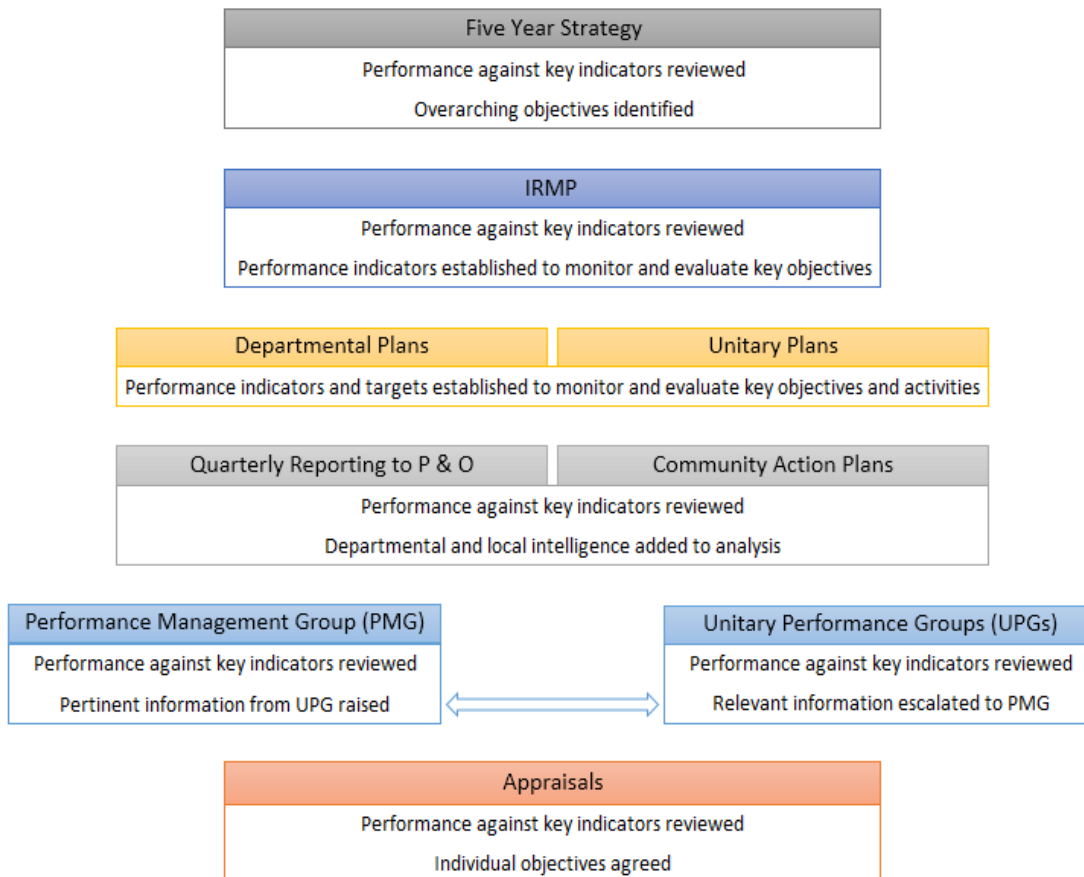 Five Year Strategy
Performance against key indicators reviewed
Overarching objectives identified
IRMP
Performance against key indicators reviewed
Performance indicators established to monitor and evaluate key objectives
Departmental Plans
Unitary Plans
Performance indicators and targets established to monitor and evaluate key objectives and activities
Quarterly Reporting to P & O
Community Action Plans
Performance against key indicators reviewed
Departmental and local intelligence added to analysis
Performance Management Group (PMG)
Performance against key indicators reviewed
Pertinent information from UPG raised
Unitary Performance Groups (UPGs)
Performance against key indicators reviewed
Relevant information escalated to PMG
Appraisals
Performance against key indicators reviewed
Individual objectives agreed